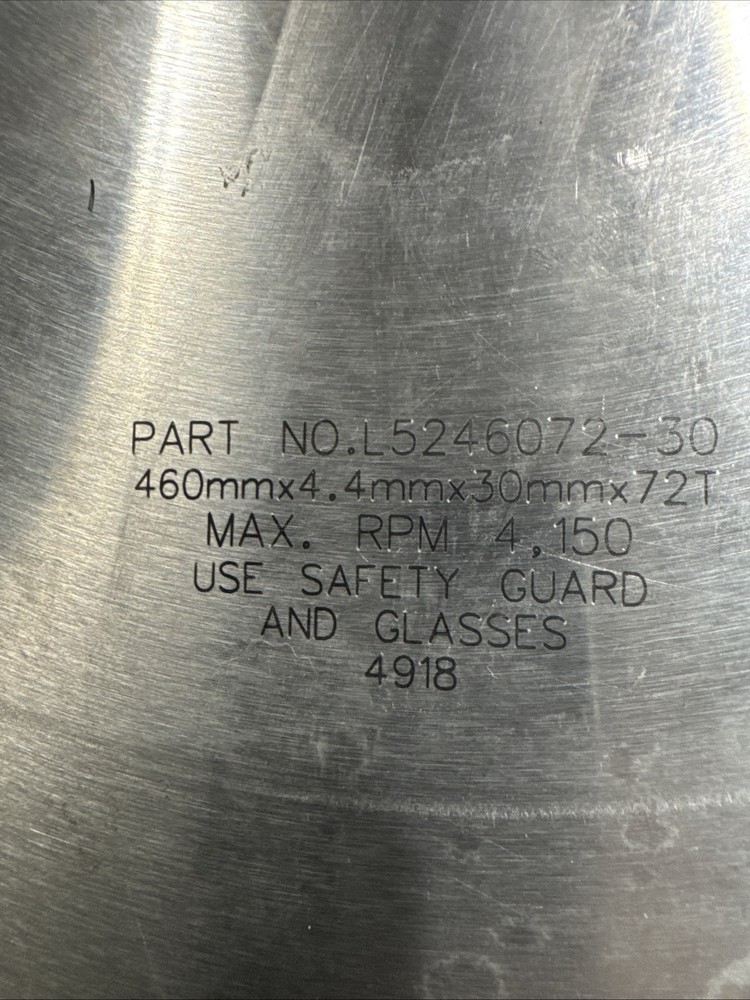 PART NO.L5246072-30
460mmx4.4mmx30mmx72T
MAX. RPM 4,150
USE SAFETY GUARD
AND GLASSES
4918